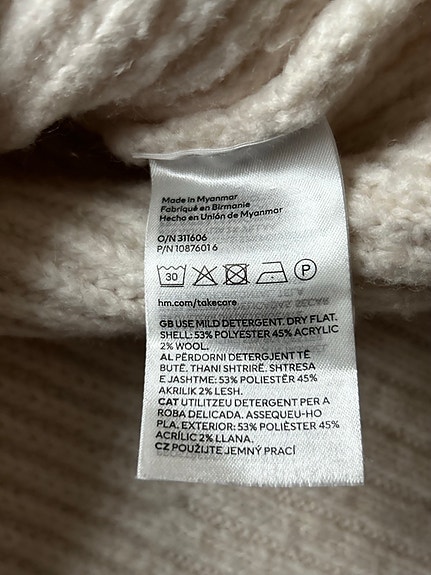 Made in Myanmar
Fabriqué en Birmanie
Hecho en Unión de Myanmar
O/N 311606
P/N 1087601 6
30
P
hm.com/takecare
GB USE MILD DETERGENT. DRY FLAT.
SHELL: 53% POLYESTER 45% ACRYLIC
2% WOOL.
AL PËRDORNI DETERGJENT TË
BUTË. THANI SHTRIRË. SHTRESA
E JASHTME: 53% POLIESTËR 45%
AKRILIK 2% LESH.
CAT UTILITZEU DETERGENT PER A
ROBA DELICADA. ASSEQUEU-HO
PLA. EXTERIOR: 53% POLIÈSTER 45%
ACRÍLIC 2% LLANA.
CZ POUŽIJTE JEMNÝ PRACÍ